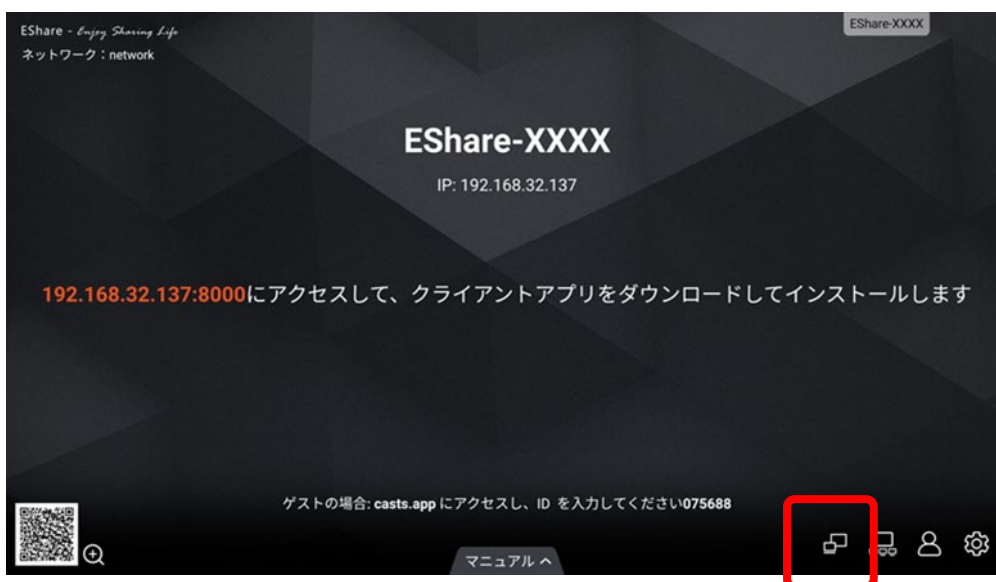 EShare - Enjoy Sharing Life
EShare-XXXX
ネットワーク：network
EShare-XXXX
IP: 192.168.32.137
192.168.32.137:8000にアクセスして、クライアントアプリをダウンロードしてインストールします
ゲストの場合: casts.app にアクセスし、ID を入力してください075688
マニュアル